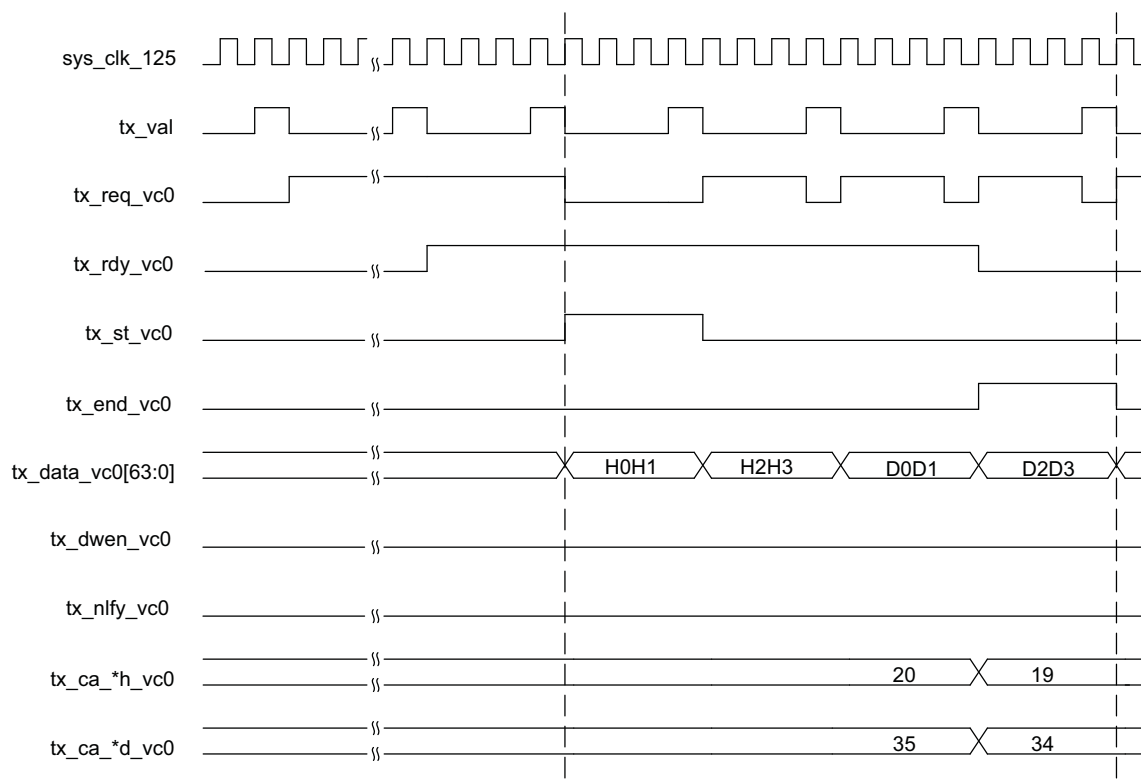 sys_clk_125
tx_val
tx_req_vc0
tx_rdy_vc0
tx_st_vc0
tx_end_vc0
tx_data_vc0[63:0] H0H1 H2H3 D0D1 D2D3
tx_dwen_vc0
tx_nlfy_vc0
tx_ca_*h_vc0 20 19
tx_ca_*d_vc0 35 34